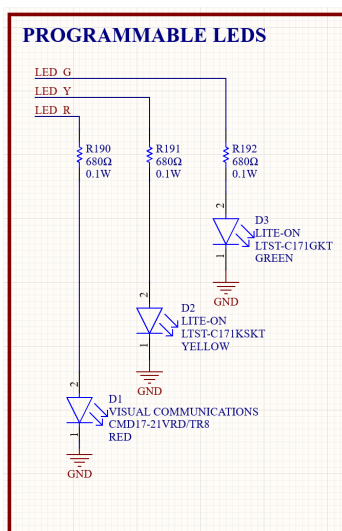 PROGRAMMABLE LEDS
LED_G
LED_Y
LED_R
R190
680Ω
0.1W
R191
680Ω
0.1W
R192
680Ω
0.1W
2
1
D3
LITE-ON
LTST-C171GKT
GREEN
GND
2
1
D2
LITE-ON
LTST-C171KSKT
YELLOW
GND
2
1
D1
VISUAL COMMUNICATIONS
CMD17-21VRD/TR8
RED
GND